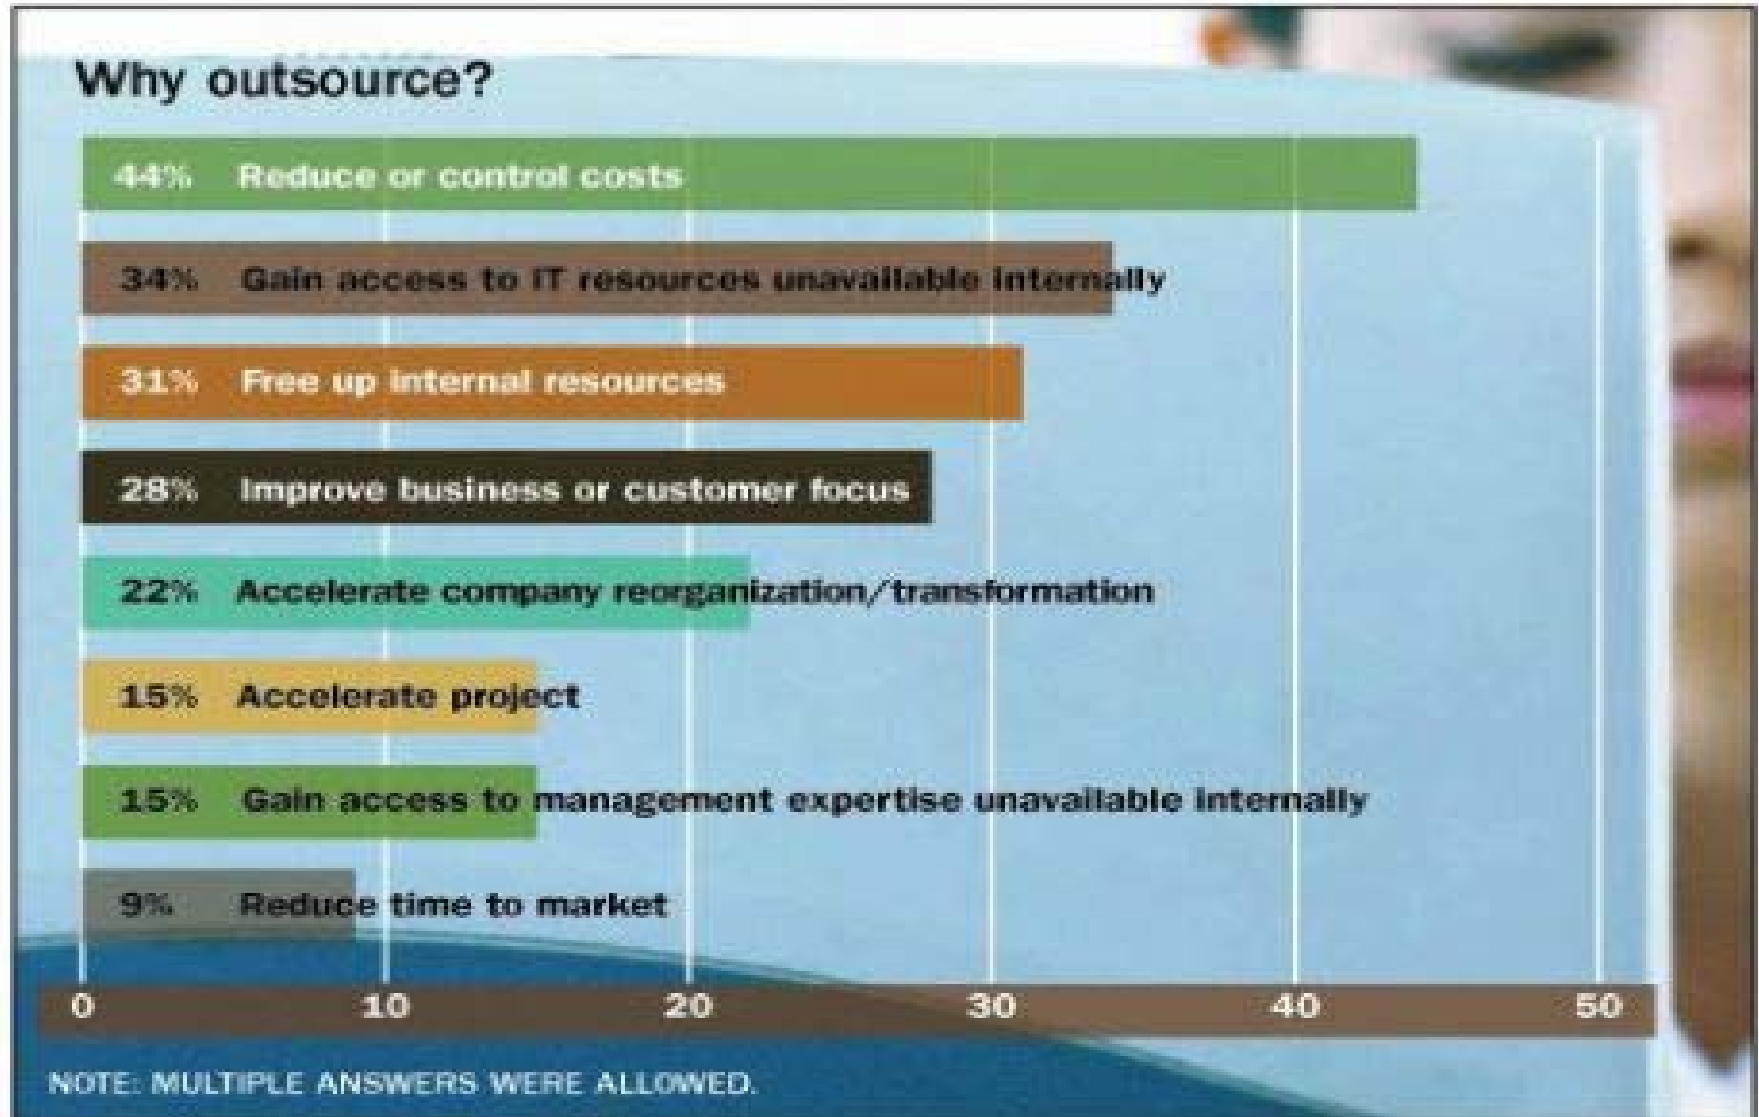 Why outsource?
44% Reduce or control costs
34% Gain access to IT resources unavailable internally
31% Free up internal resources
28% Improve business or customer focus
22% Accelerate company reorganization/transformation
15% Accelerate project
15% Gain access to management expertise unavailable internally
9% Reduce time to market
0 10 20 30 40 50
NOTE: MULTIPLE ANSWERS WERE ALLOWED.